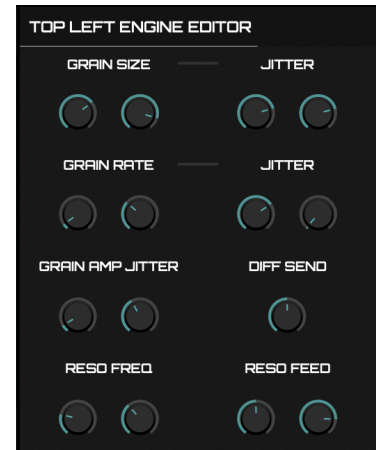 TOP LEFT ENGINE EDITOR
GRAIN SIZE JITTER
GRAIN RATE JITTER
GRAIN AMP JITTER DIFF SEND
RESO FREQ RESO FEED